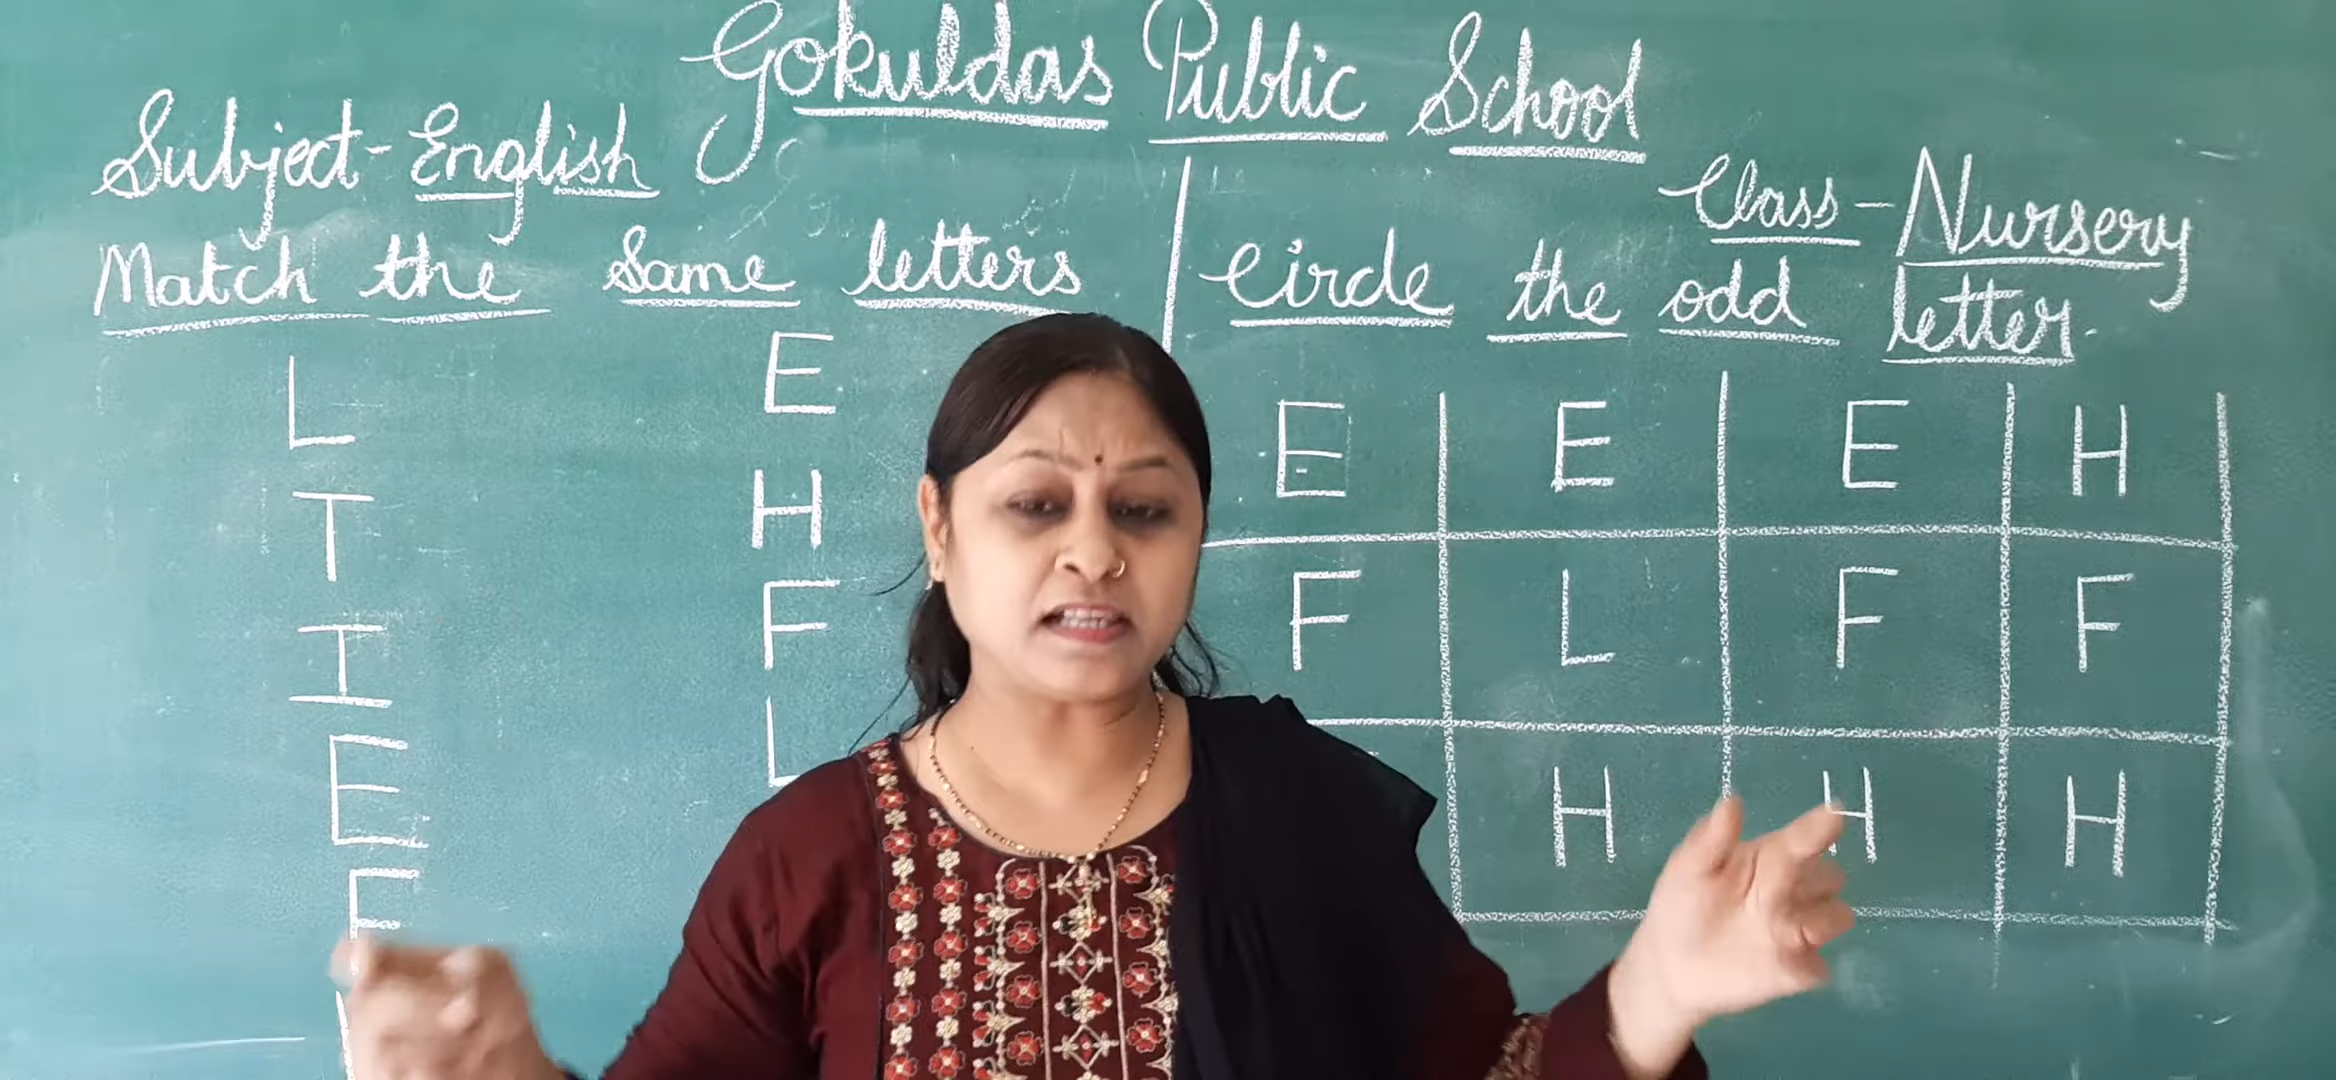 Gokuldas Public School
Subject-English
Class-Nursery
Match the Same letters
L E
T H
I F
E L
F
Circle the odd letter.
E E E H
F L F F
H H H